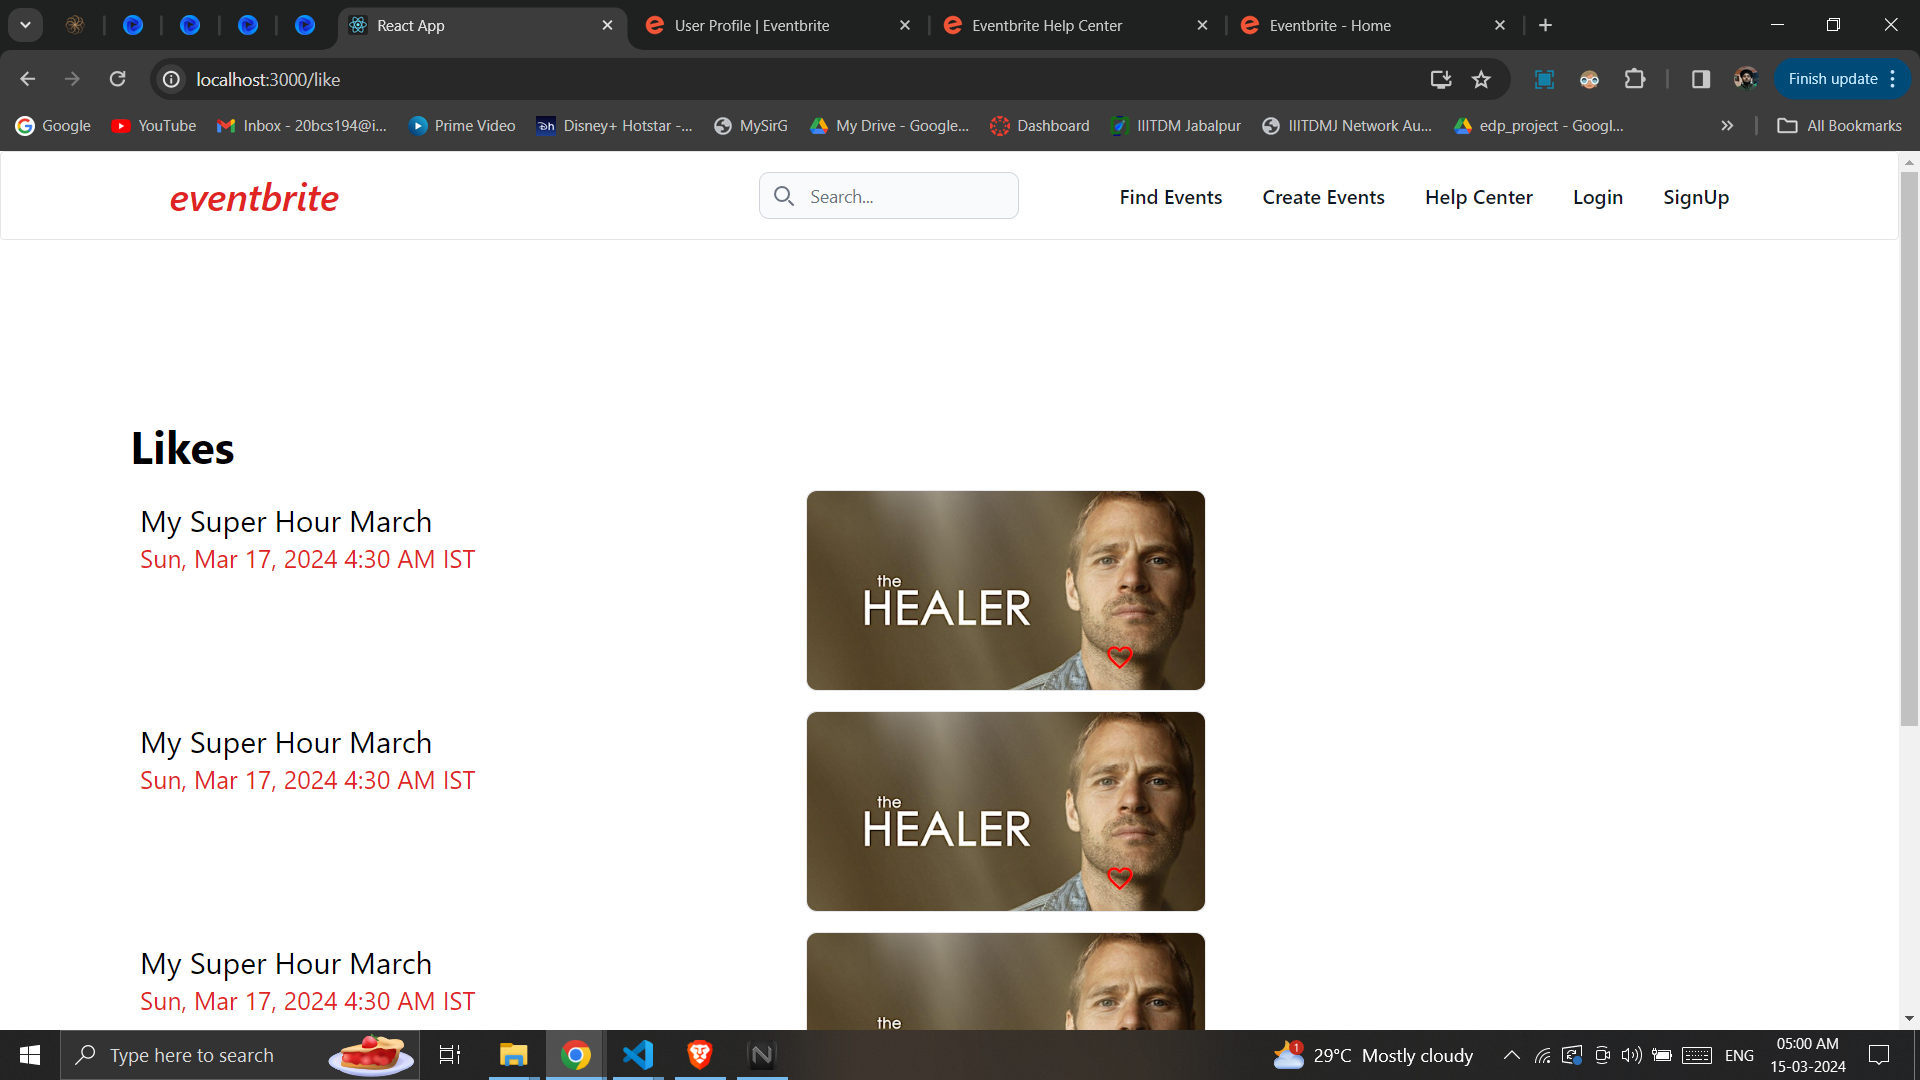 React App
User Profile | Eventbrite
Eventbrite Help Center
Eventbrite - Home
localhost:3000/like
Finish update
Google
YouTube
Inbox - 20bcs194@i...
Prime Video
Disney+ Hotstar -...
MySirG
My Drive - Google...
Dashboard
IIITDM Jabalpur
IIITDMJ Network Au...
edp_project - Googl...
All Bookmarks
eventbrite
Search...
Find Events
Create Events
Help Center
Login
SignUp
Likes
My Super Hour March
Sun, Mar 17, 2024 4:30 AM IST
the
HEALER
My Super Hour March
Sun, Mar 17, 2024 4:30 AM IST
the
HEALER
My Super Hour March
Sun, Mar 17, 2024 4:30 AM IST
the
Type here to search
1
29°C Mostly cloudy
ENG
05:00 AM
15-03-2024